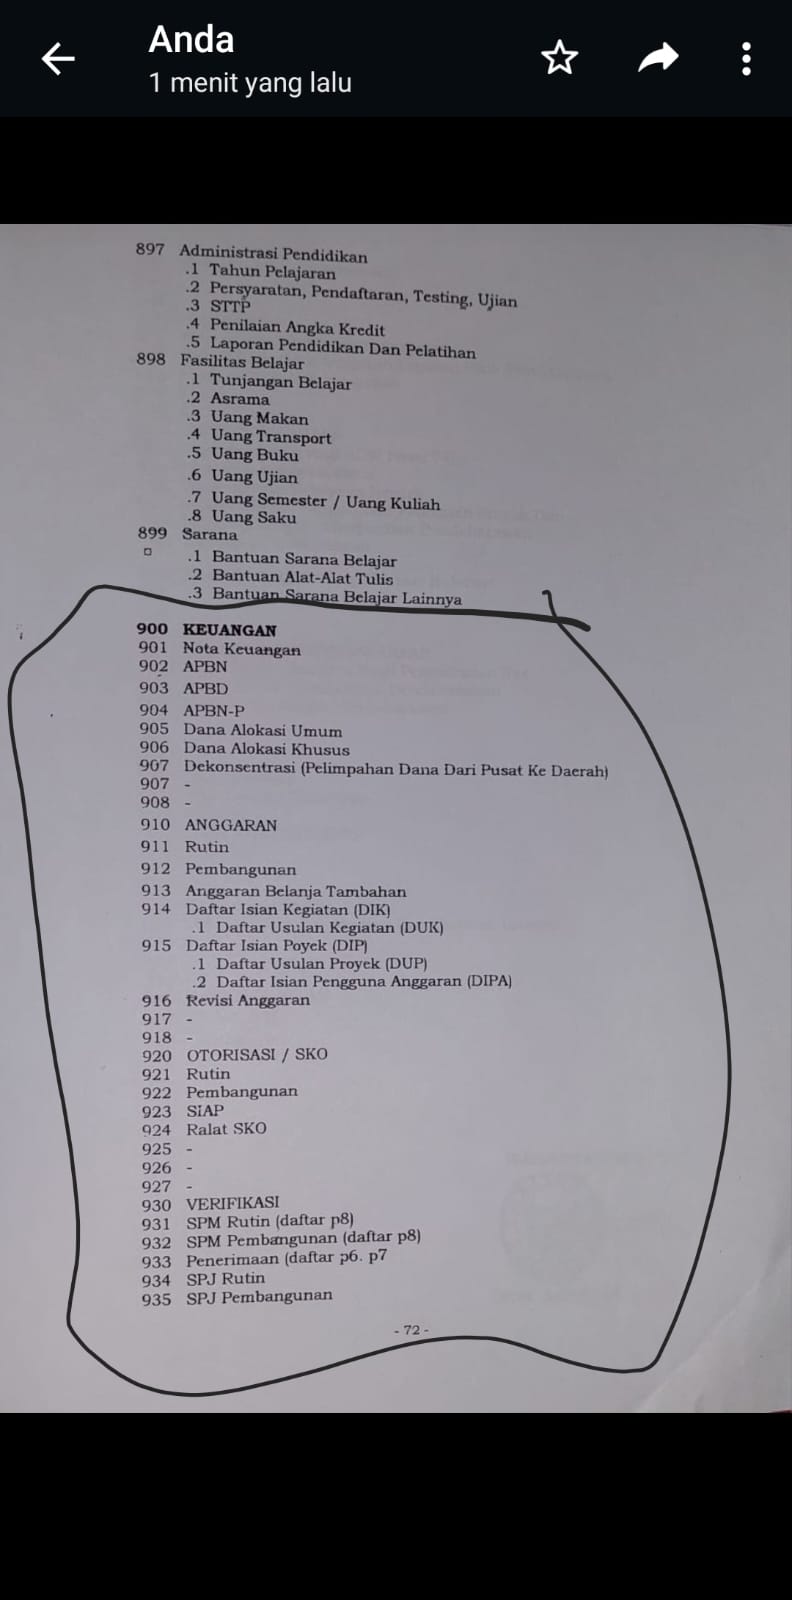 Anda
1 menit yang lalu
897 Administrasi Pendidikan
.1 Tahun Pelajaran
.2 Persyaratan, Pendaftaran, Testing, Ujian
.3 STTP
.4 Penilaian Angka Kredit
.5 Laporan Pendidikan Dan Pelatihan
898 Fasilitas Belajar
.1 Tunjangan Belajar
.2 Asrama
.3 Uang Makan
.4 Uang Transport
.5 Uang Buku
.6 Uang Ujian
.7 Uang Semester / Uang Kuliah
.8 Uang Saku
899 Sarana
.1 Bantuan Sarana Belajar
.2 Bantuan Alat-Alat Tulis
.3 Bantuan Sarana Belajar Lainnya
900 KEUANGAN
901 Nota Keuangan
902 APBN
903 APBD
904 APBN-P
905 Dana Alokasi Umum
906 Dana Alokasi Khusus
907 Dekonsentrasi (Pelimpahan Dana Dari Pusat Ke Daerah)
907 -
908 -
910 ANGGARAN
911 Rutin
912 Pembangunan
913 Anggaran Belanja Tambahan
914 Daftar Isian Kegiatan (DIK)
.1 Daftar Usulan Kegiatan (DUK)
915 Daftar Isian Poyek (DIP)
.1 Daftar Usulan Proyek (DUP)
.2 Daftar Isian Pengguna Anggaran (DIPA)
916 Revisi Anggaran
917 -
918 -
920 OTORISASI / SKO
921 Rutin
922 Pembangunan
923 SIAP
924 Ralat SKO
925 -
926 -
927 -
930 VERIFIKASI
931 SPM Rutin (daftar p8)
932 SPM Pembangunan (daftar p8)
933 Penerimaan (daftar p6. p7
934 SPJ Rutin
935 SPJ Pembangunan
- 72 -